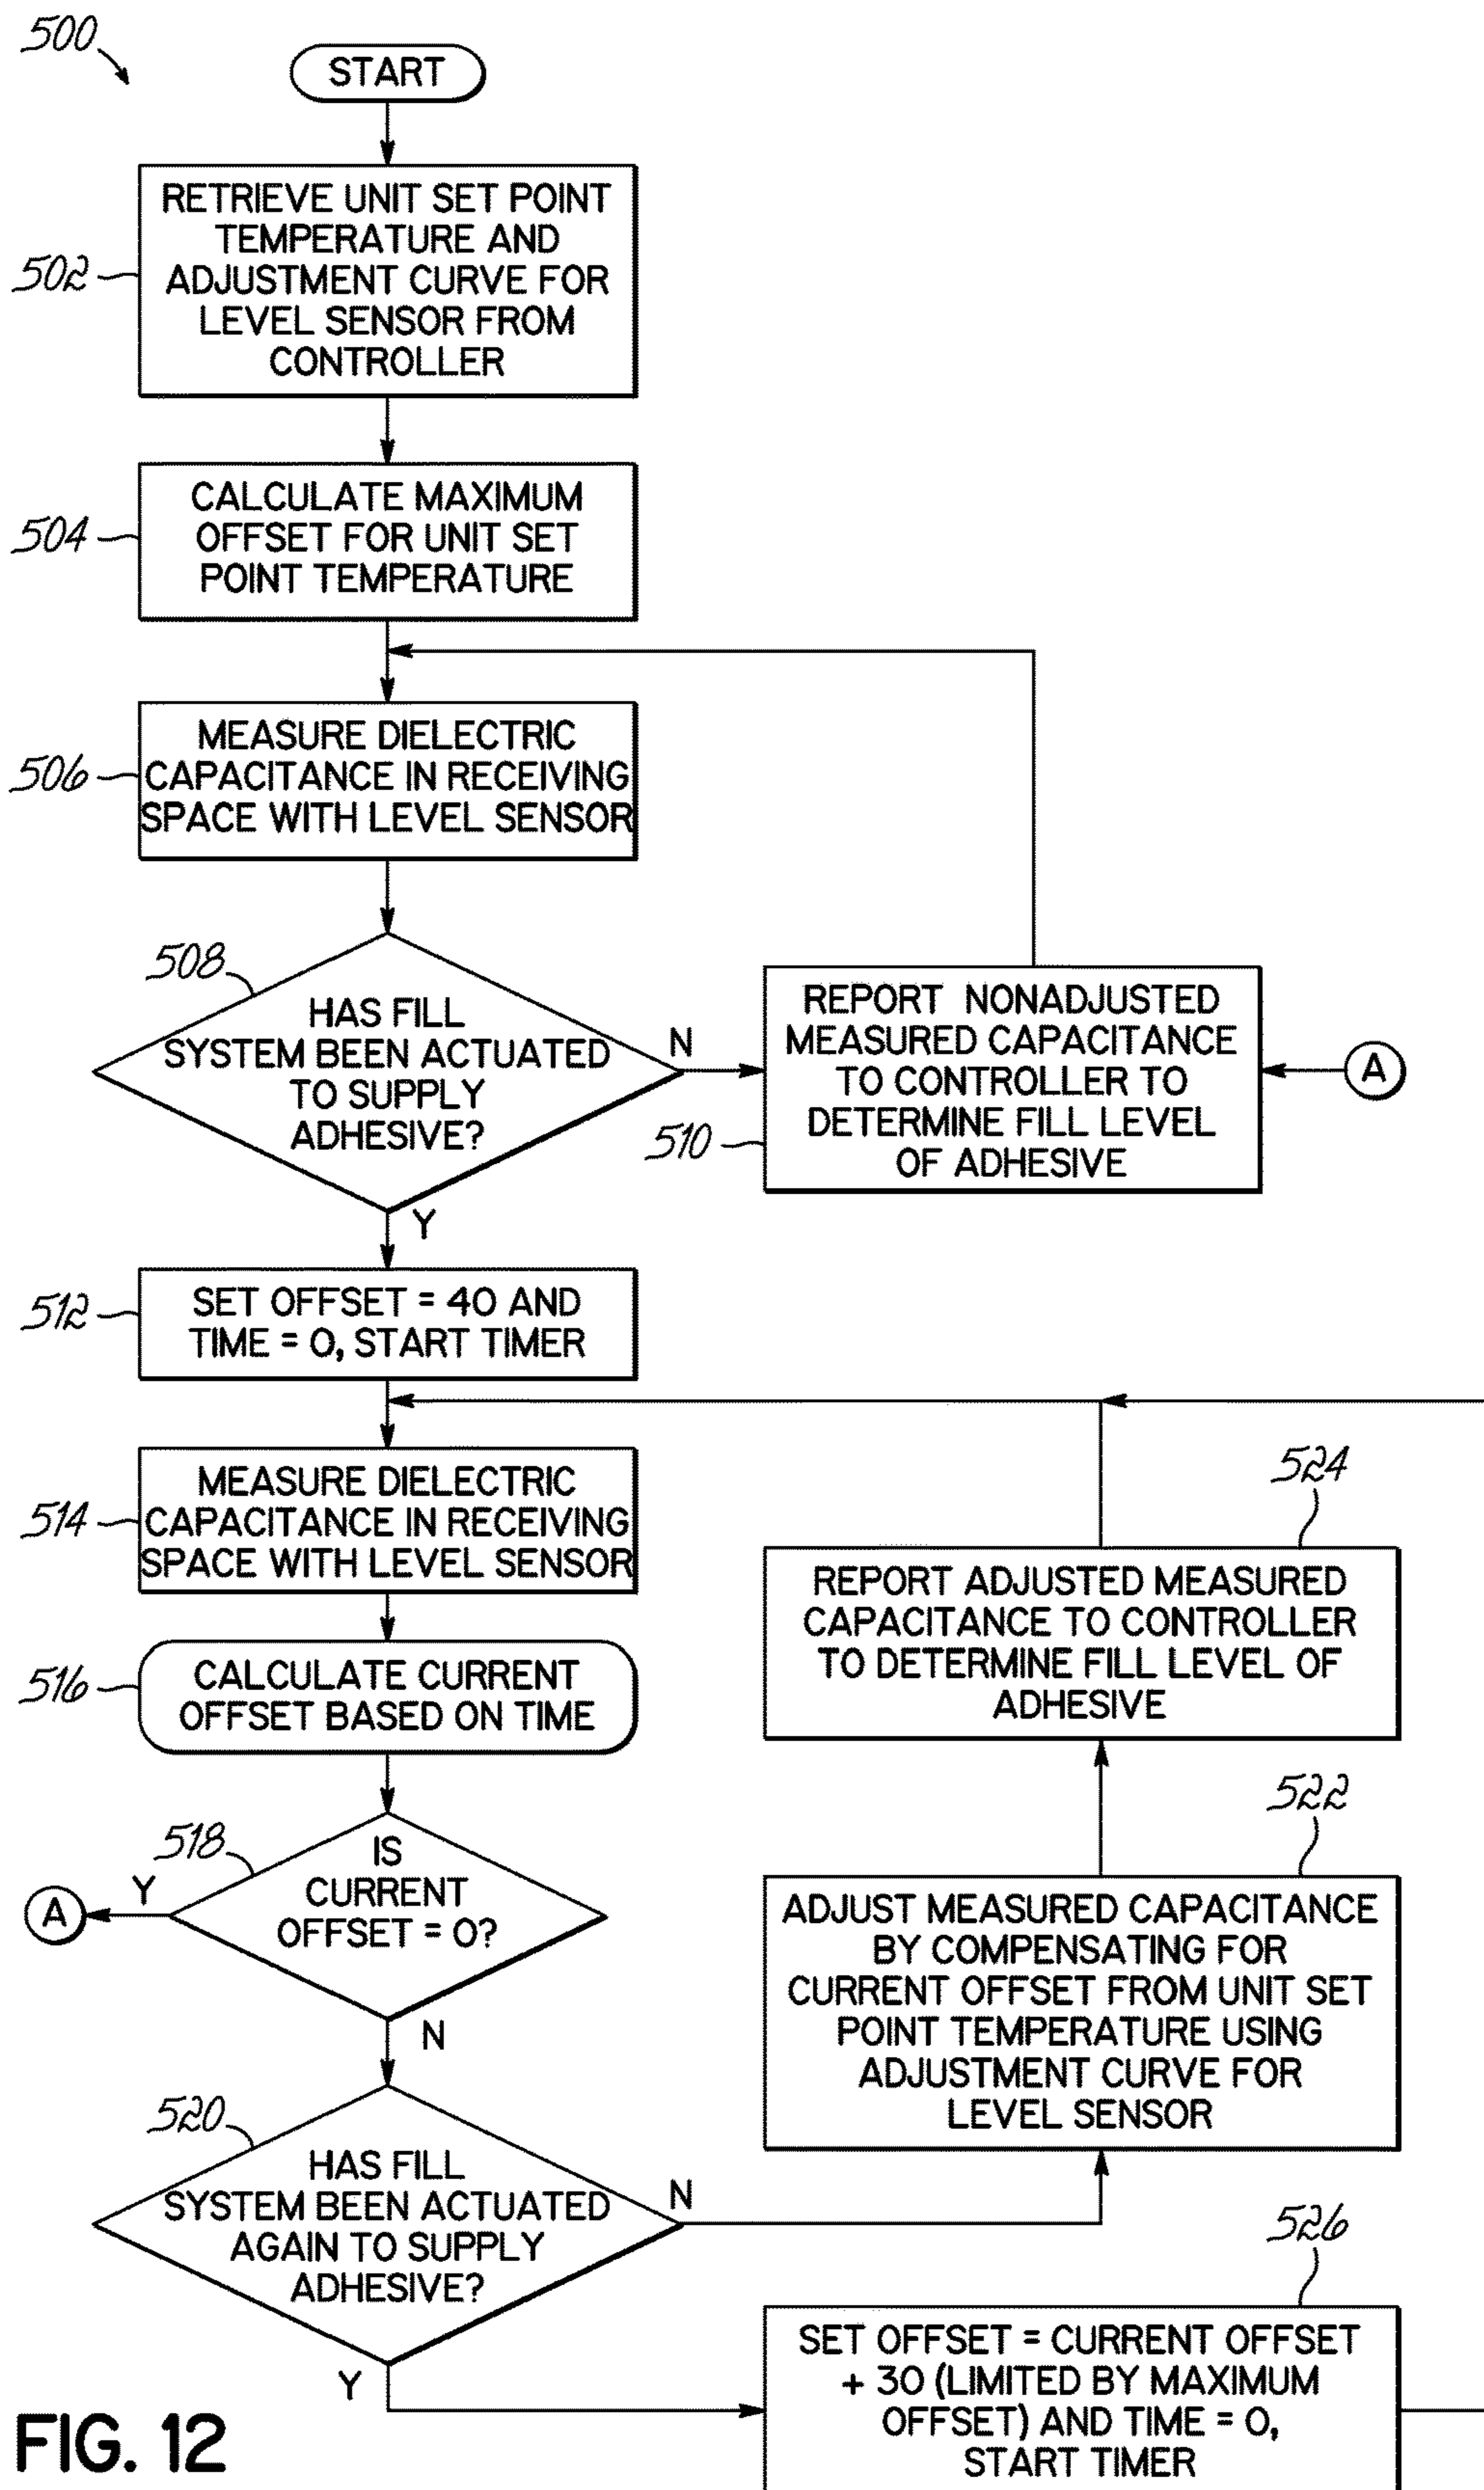 500
START
502
RETRIEVE UNIT SET POINT
TEMPERATURE AND
ADJUSTMENT CURVE FOR
LEVEL SENSOR FROM
CONTROLLER
504
CALCULATE MAXIMUM
OFFSET FOR UNIT SET
POINT TEMPERATURE
506
MEASURE DIELECTRIC
CAPACITANCE IN RECEIVING
SPACE WITH LEVEL SENSOR
508
HAS FILL
SYSTEM BEEN ACTUATED
TO SUPPLY
ADHESIVE?
N
Y
510
REPORT NONADJUSTED
MEASURED CAPACITANCE
TO CONTROLLER TO
DETERMINE FILL LEVEL
OF ADHESIVE
A
512
SET OFFSET = 40 AND
TIME = 0, START TIMER
514
MEASURE DIELECTRIC
CAPACITANCE IN RECEIVING
SPACE WITH LEVEL SENSOR
516
CALCULATE CURRENT
OFFSET BASED ON TIME
518
IS
CURRENT
OFFSET = 0?
Y
A
N
520
HAS FILL
SYSTEM BEEN ACTUATED
AGAIN TO SUPPLY
ADHESIVE?
N
Y
524
REPORT ADJUSTED MEASURED
CAPACITANCE TO CONTROLLER
TO DETERMINE FILL LEVEL OF
ADHESIVE
522
ADJUST MEASURED CAPACITANCE
BY COMPENSATING FOR
CURRENT OFFSET FROM UNIT SET
POINT TEMPERATURE USING
ADJUSTMENT CURVE FOR
LEVEL SENSOR
526
SET OFFSET = CURRENT OFFSET
+ 30 (LIMITED BY MAXIMUM
OFFSET) AND TIME = 0,
START TIMER
FIG. 12